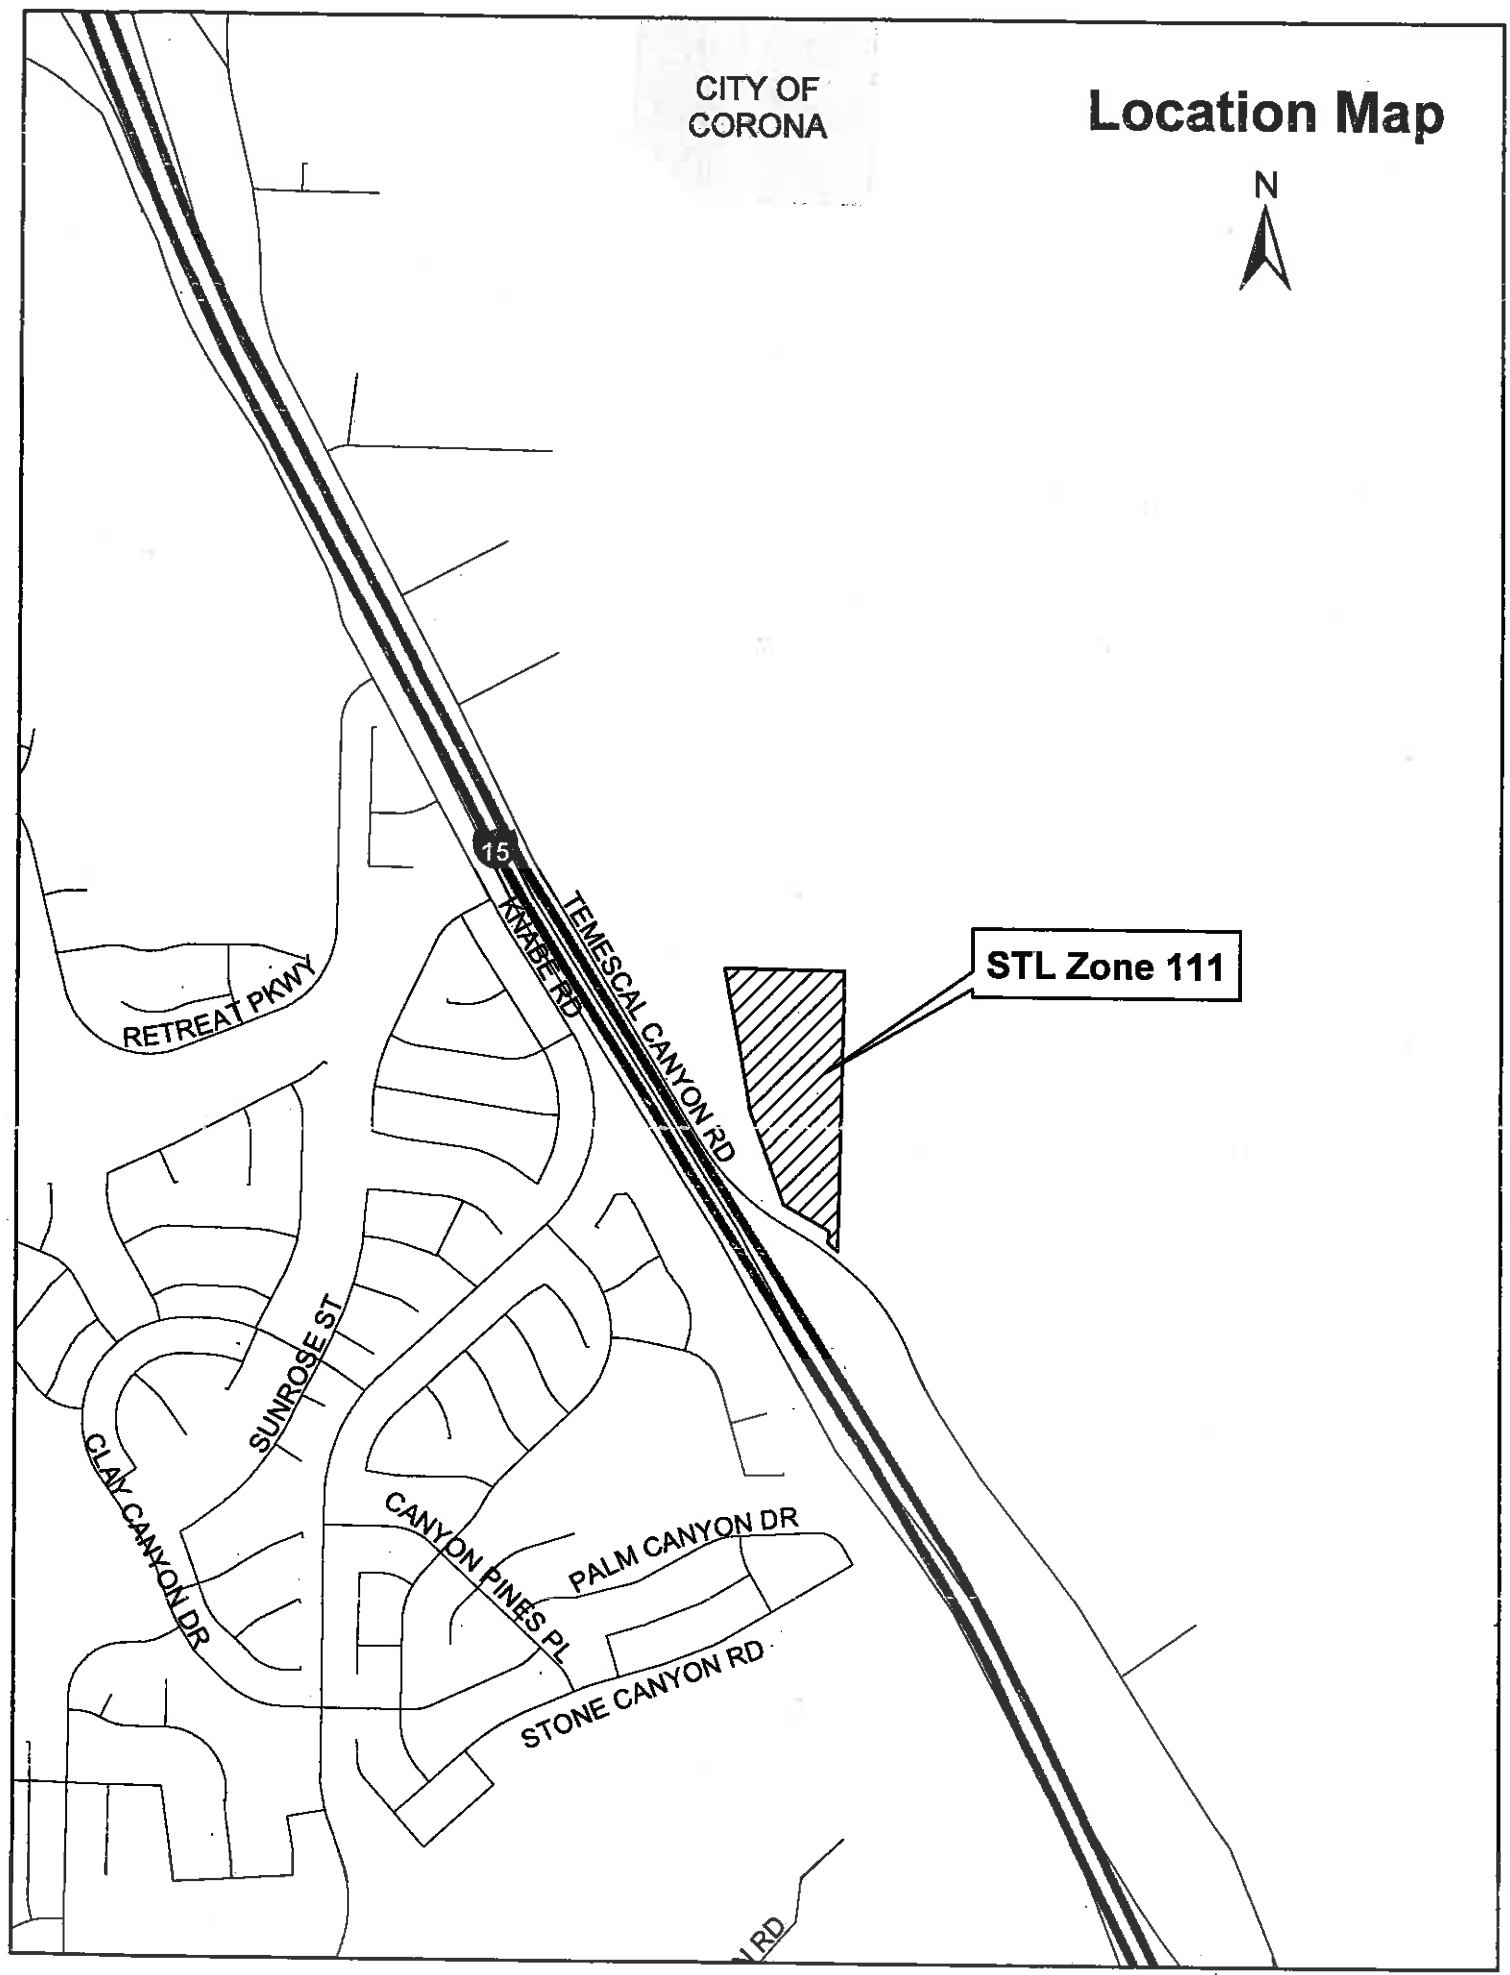 CITY OF
CORONA
Location Map
N
15
KNABE RD
TEMESCAL CANYON RD
STL Zone 111
RETREAT PKWY
SUNROSE ST
CLAY CANYON DR
CANYON PINES PL
PALM CANYON DR
STONE CANYON RD
N RD